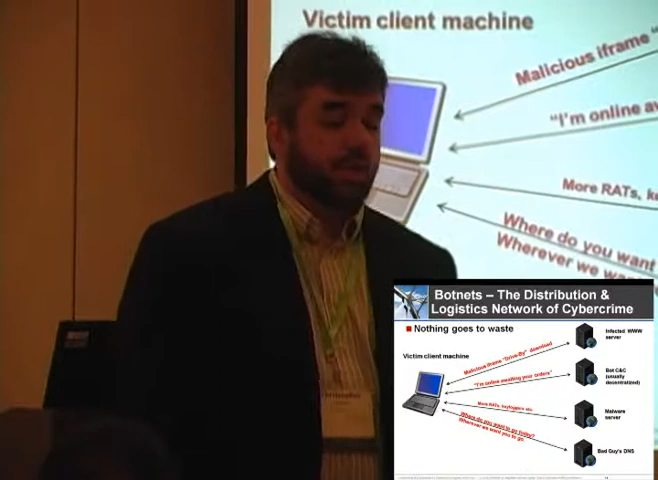 Victim client machine
Malicious iframe "
"I'm online aw
More RATs, ke
Where do you want
Wherever we wa
Botnets – The Distribution &
Logistics Network of Cybercrime
Nothing goes to waste
Victim client machine
Malicious iframe "Drive-By" download
"I'm online awaiting your orders"
More RATs, keyloggers etc.
Where do you want to go today?
Wherever we want you to go
Infected WWW
server
Bot C&C
(usually
decentralized)
Malware
server
Bad Guy's DNS